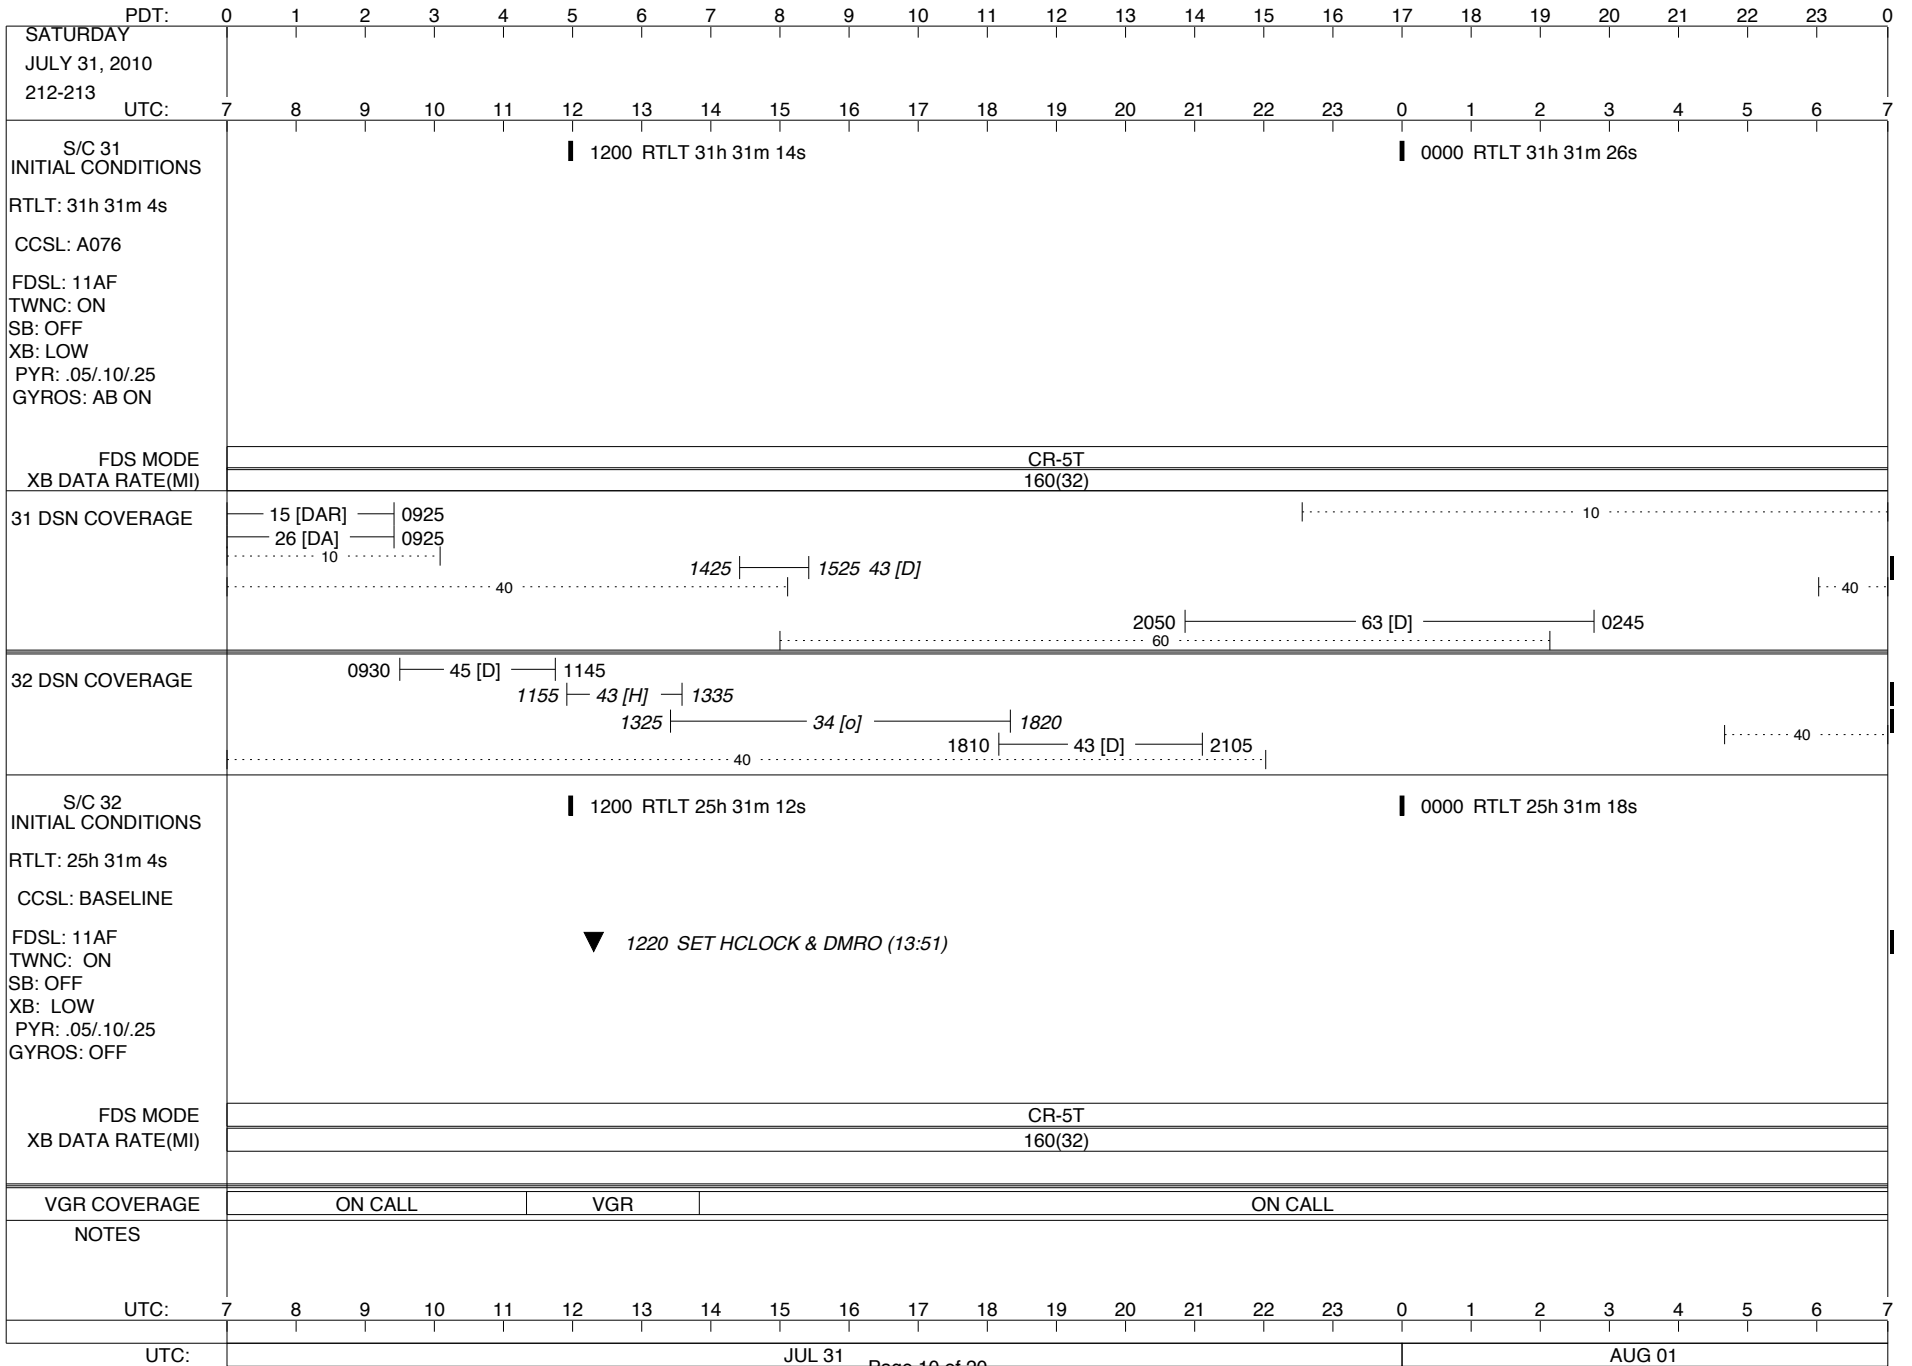 PDT: 0 1 2 3 4 5 6 7 8 9 10 11 12 13 14 15 16 17 18 19 20 21 22 23 0
SATURDAY
JULY 31, 2010
212-213
UTC: 7 8 9 10 11 12 13 14 15 16 17 18 19 20 21 22 23 0 1 2 3 4 5 6 7
S/C 31
INITIAL CONDITIONS
1200 RTLT 31h 31m 14s
0000 RTLT 31h 31m 26s
RTLT: 31h 31m 4s
CCSL: A076
FDSL: 11AF
TWNC: ON
SB: OFF
XB: LOW
PYR: .05/.10/.25
GYROS: AB ON
FDS MODE CR-5T
XB DATA RATE(MI) 160(32)
31 DSN COVERAGE
15 [DAR] 0925
10
26 [DA] 0925
10
1425 1525 43 [D]
40
40
2050 63 [D] 0245
60
32 DSN COVERAGE
0930 45 [D] 1145
1155 43 [H] 1335
1325 34 [o] 1820
40
1810 43 [D] 2105
40
S/C 32
INITIAL CONDITIONS
1200 RTLT 25h 31m 12s
0000 RTLT 25h 31m 18s
RTLT: 25h 31m 4s
CCSL: BASELINE
FDSL: 11AF
1220 SET HCLOCK & DMRO (13:51)
TWNC: ON
SB: OFF
XB: LOW
PYR: .05/.10/.25
GYROS: OFF
FDS MODE CR-5T
XB DATA RATE(MI) 160(32)
VGR COVERAGE ON CALL VGR ON CALL
NOTES
UTC: 7 8 9 10 11 12 13 14 15 16 17 18 19 20 21 22 23 0 1 2 3 4 5 6 7
UTC: JUL 31 AUG 01
Page 10 of 20